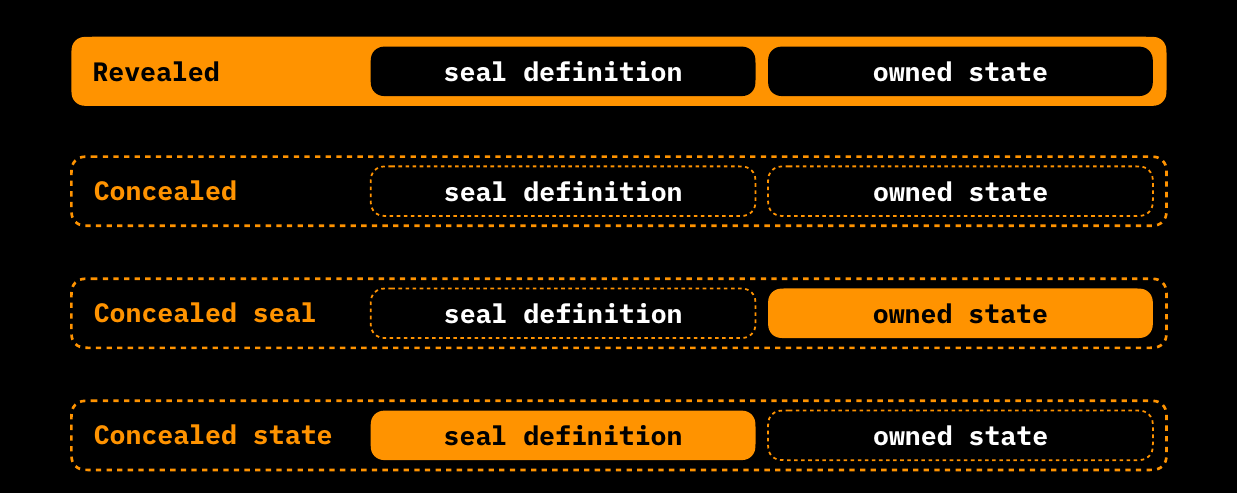 Revealed seal definition owned state
Concealed seal definition owned state
Concealed seal seal definition owned state
Concealed state seal definition owned state